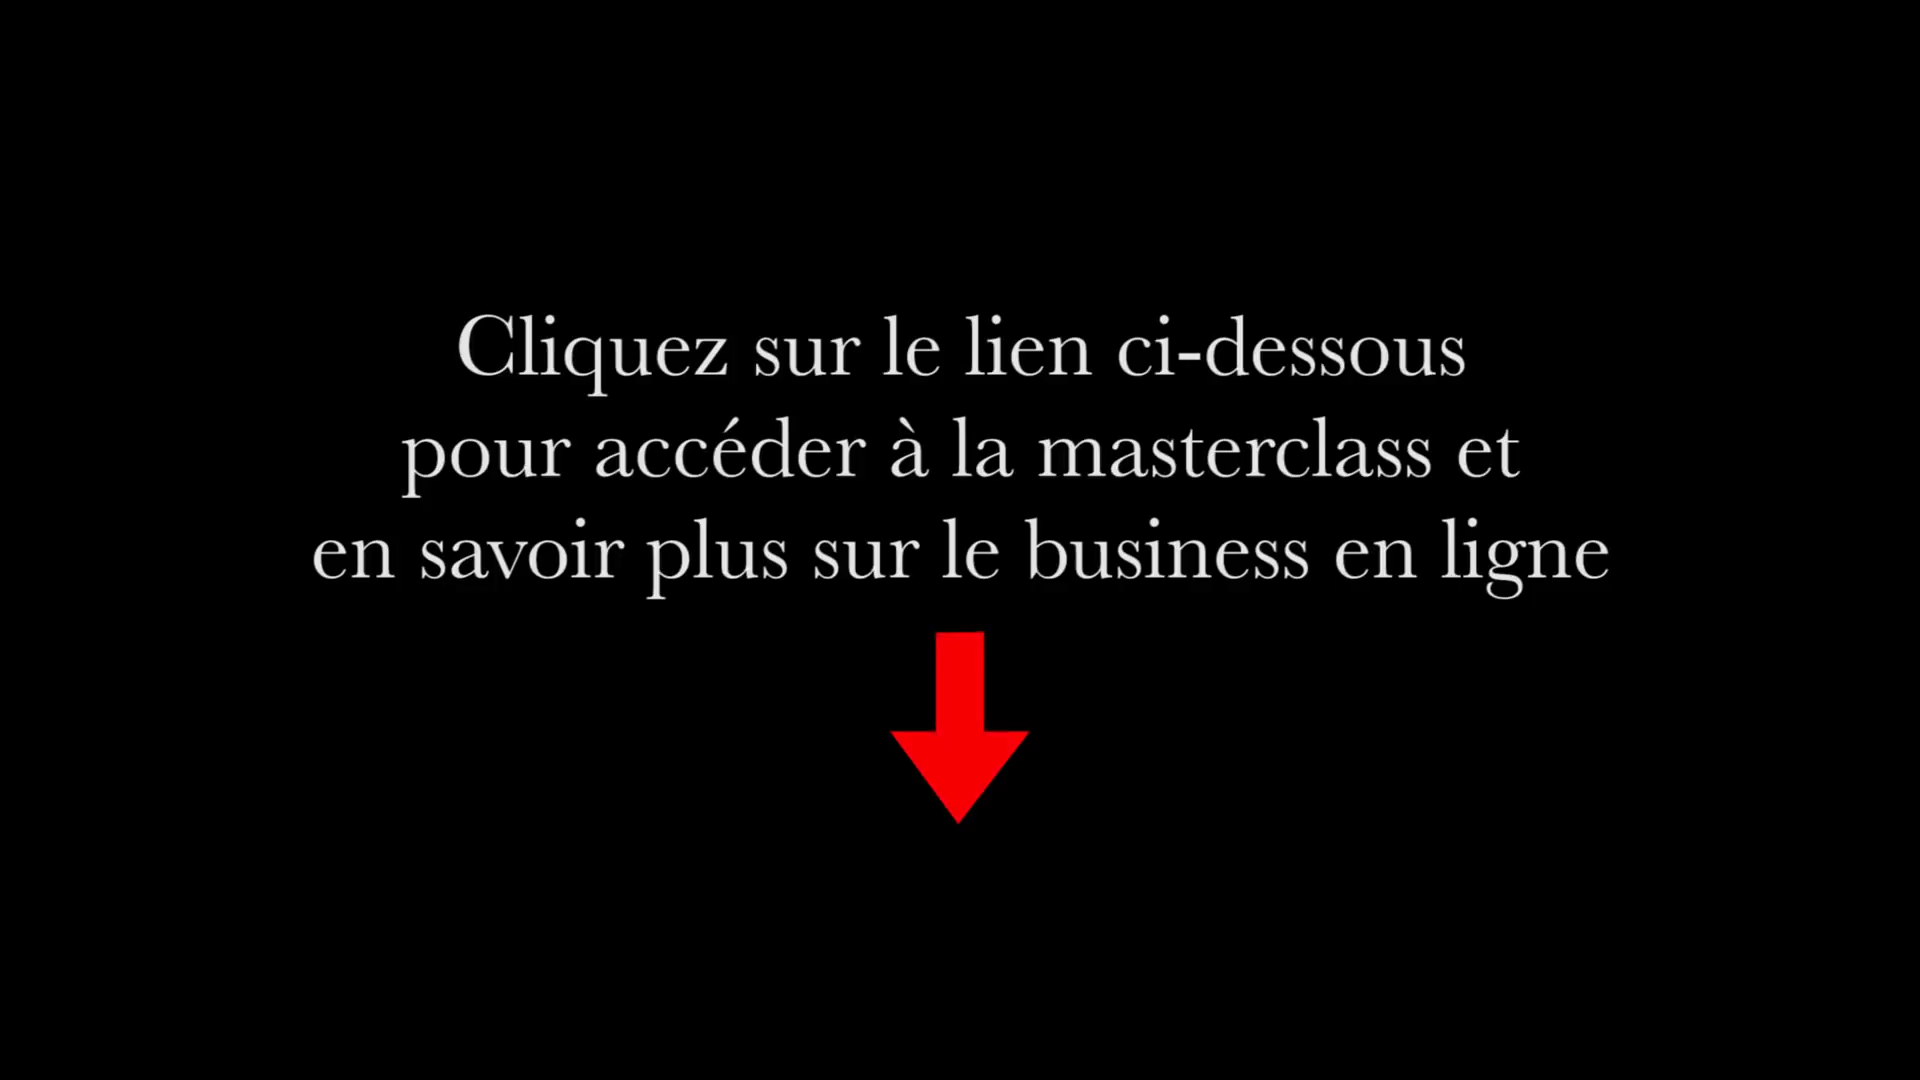 Cliquez sur le lien ci-dessous
pour accéder à la masterclass et
en savoir plus sur le business en ligne